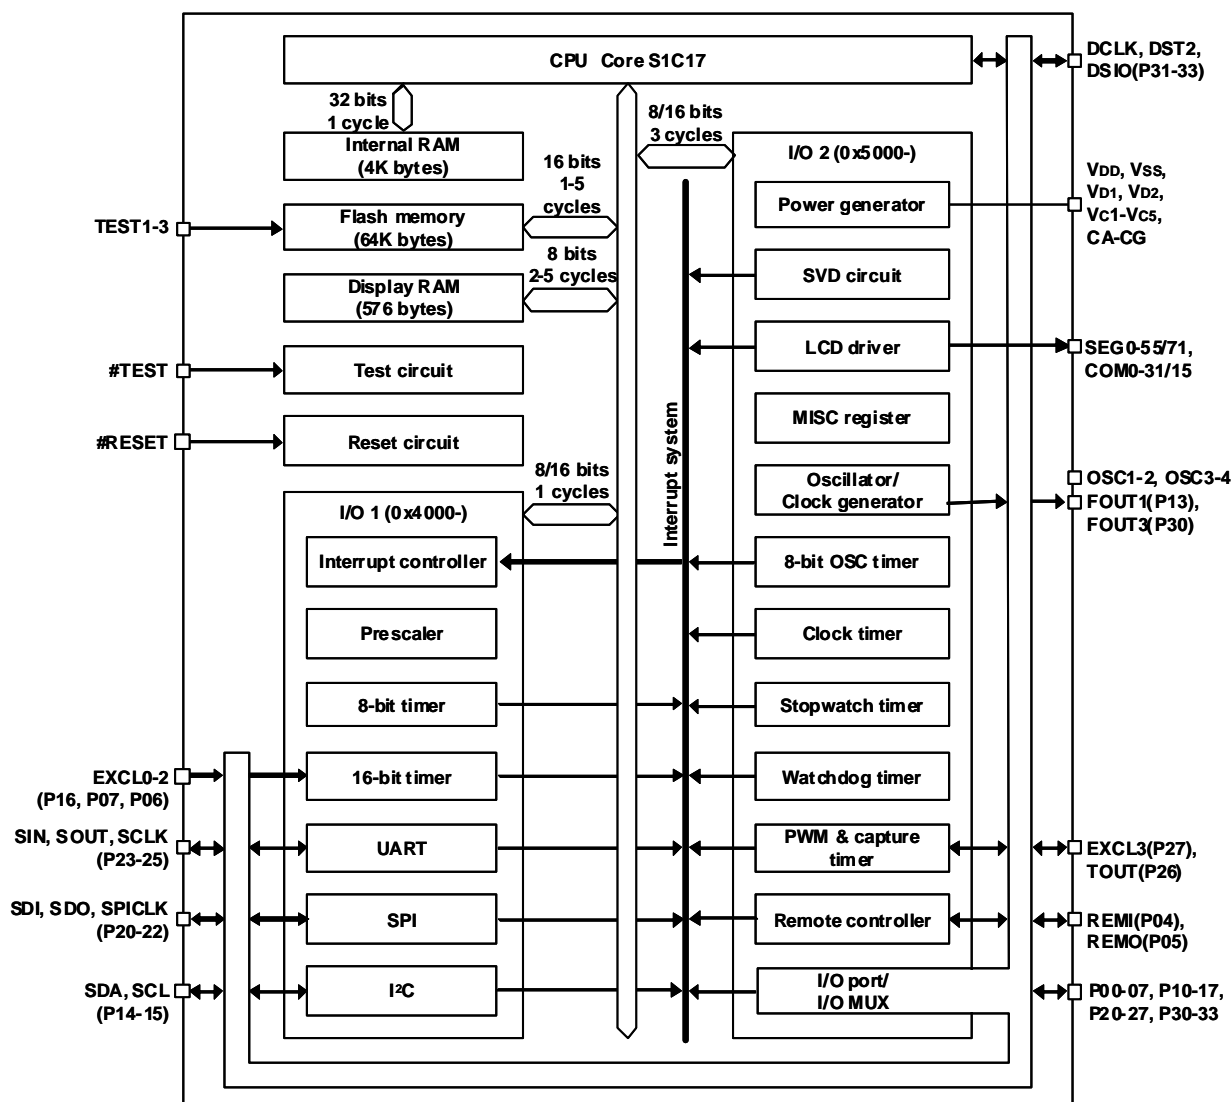 CPU Core S1C17
DCLK, DST2,
DSIO(P31-33)
32 bits
1 cycle
8/16 bits
3 cycles
Internal RAM
(4K bytes)
16 bits
1-5
cycles
I/O 2 (0x5000-)
VDD, VSS,
VD1, VD2,
VC1-VC5,
CA-CG
Power generator
TEST1-3
Flash memory
(64K bytes)
8 bits
2-5 cycles
SVD circuit
Display RAM
(576 bytes)
LCD driver
SEG0-55/71,
COM0-31/15
#TEST
Test circuit
MISC register
#RESET
Reset circuit
Interrupt system
8/16 bits
1 cycles
Oscillator/
Clock generator
OSC1-2, OSC3-4
FOUT1(P13),
FOUT3(P30)
I/O 1 (0x4000-)
Interrupt controller
8-bit OSC timer
Prescaler
Clock timer
8-bit timer
Stopwatch timer
EXCL0-2
(P16, P07, P06)
16-bit timer
Watchdog timer
SIN, SOUT, SCLK
(P23-25)
UART
PWM & capture
timer
EXCL3(P27),
TOUT(P26)
SDI, SDO, SPICLK
(P20-22)
SPI
Remote controller
REMI(P04),
REMO(P05)
SDA, SCL
(P14-15)
I²C
I/O port/
I/O MUX
P00-07, P10-17,
P20-27, P30-33